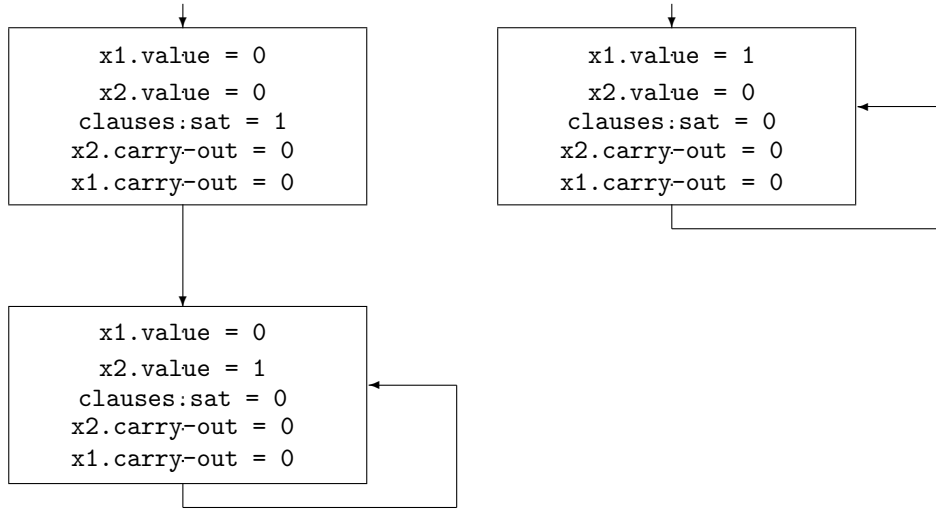 x1.value = 0
x2.value = 0
clauses:sat = 1
x2.carry-out = 0
x1.carry-out = 0
x1.value = 1
x2.value = 0
clauses:sat = 0
x2.carry-out = 0
x1.carry-out = 0
x1.value = 0
x2.value = 1
clauses:sat = 0
x2.carry-out = 0
x1.carry-out = 0